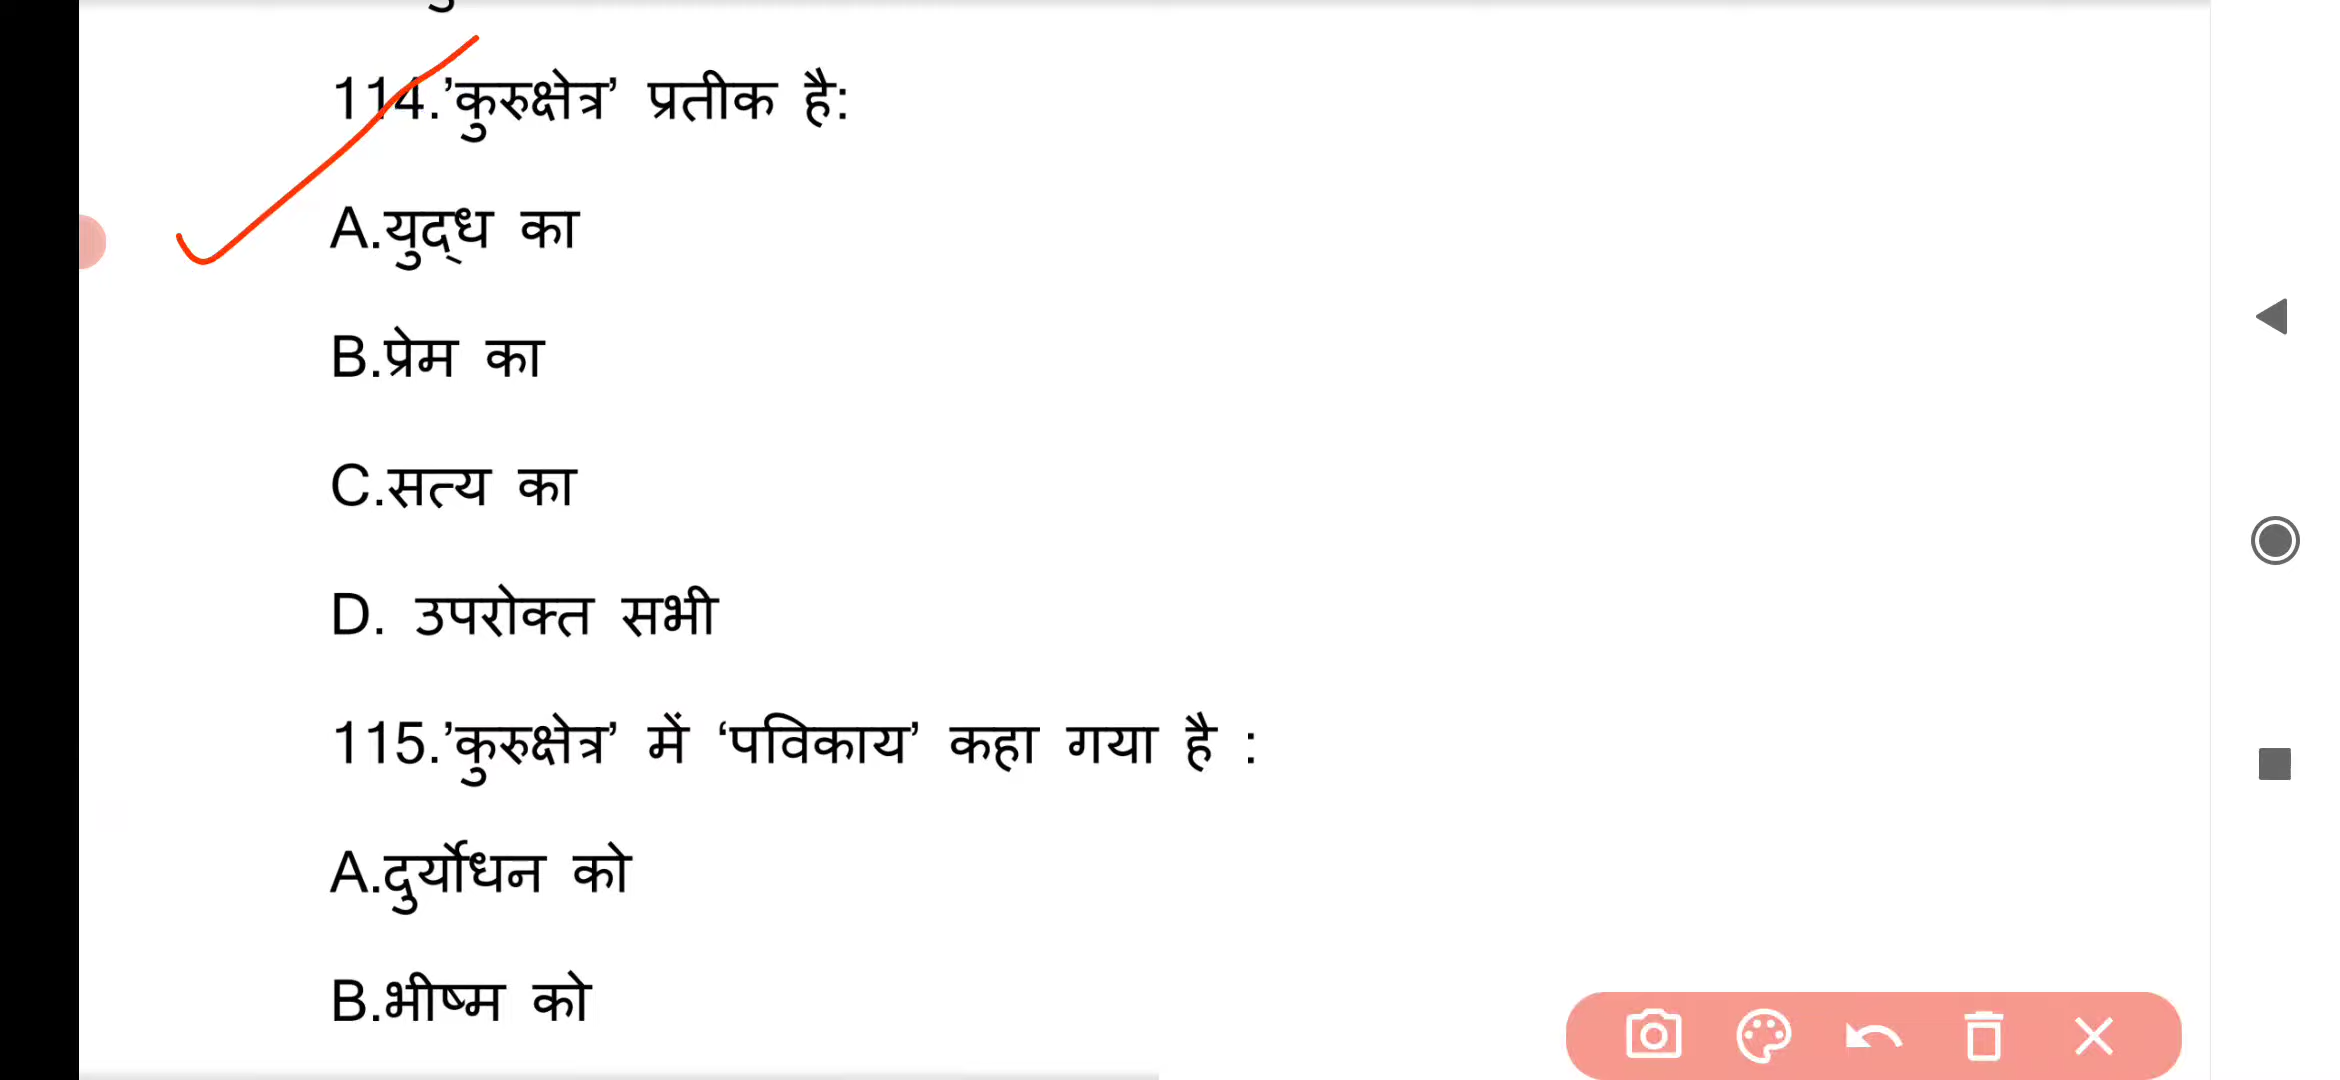 114.’कुरुक्षेत्र’ प्रतीक है:
A.युद्ध का
B.प्रेम का
C.सत्य का
D. उपरोक्त सभी
115.’कुरुक्षेत्र’ में ‘पविकाय’ कहा गया है :
A.दुर्योधन को
B.भीष्म को